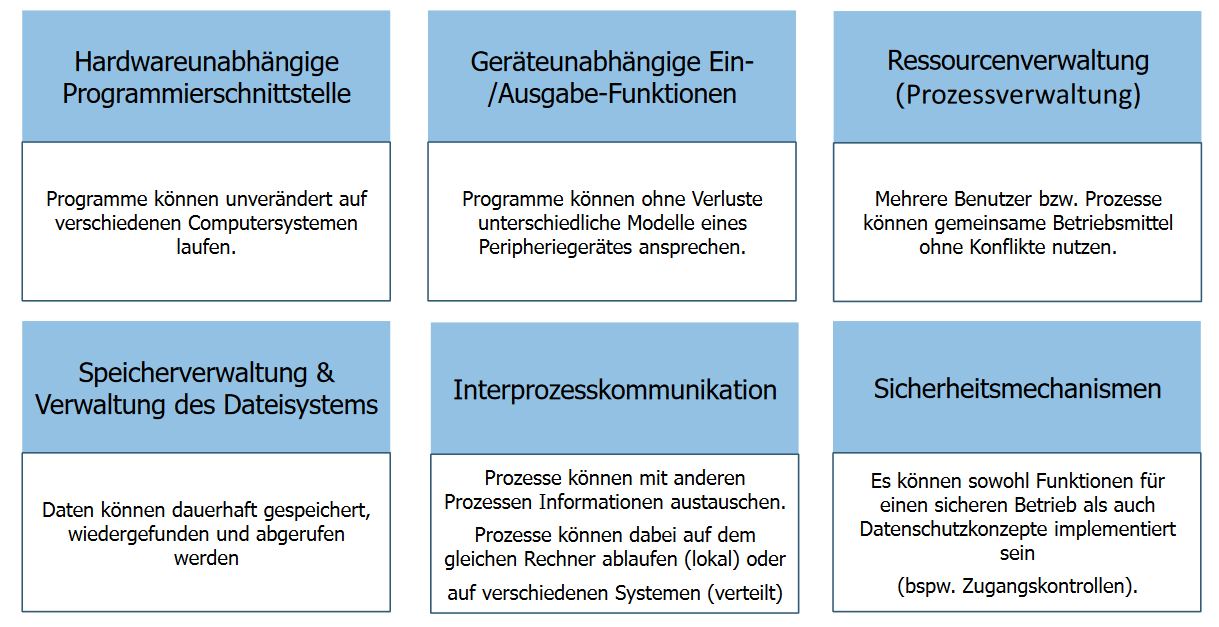 Hardwareunabhängige
Programmierschnittstelle
Programme können unverändert auf
verschiedenen Computersystemen
laufen.
Geräteunabhängige Ein-
/Ausgabe-Funktionen
Programme können ohne Verluste
unterschiedliche Modelle eines
Peripheriegerätes ansprechen.
Ressourcenverwaltung
(Prozessverwaltung)
Mehrere Benutzer bzw. Prozesse
können gemeinsame Betriebsmittel
ohne Konflikte nutzen.
Speicherverwaltung &
Verwaltung des Dateisystems
Daten können dauerhaft gespeichert,
wiedergefunden und abgerufen
werden
Interprozesskommunikation
Prozesse können mit anderen
Prozessen Informationen austauschen.
Prozesse können dabei auf dem
gleichen Rechner ablaufen (lokal) oder
auf verschiedenen Systemen (verteilt)
Sicherheitsmechanismen
Es können sowohl Funktionen für
einen sicheren Betrieb als auch
Datenschutzkonzepte implementiert
sein
(bspw. Zugangskontrollen).